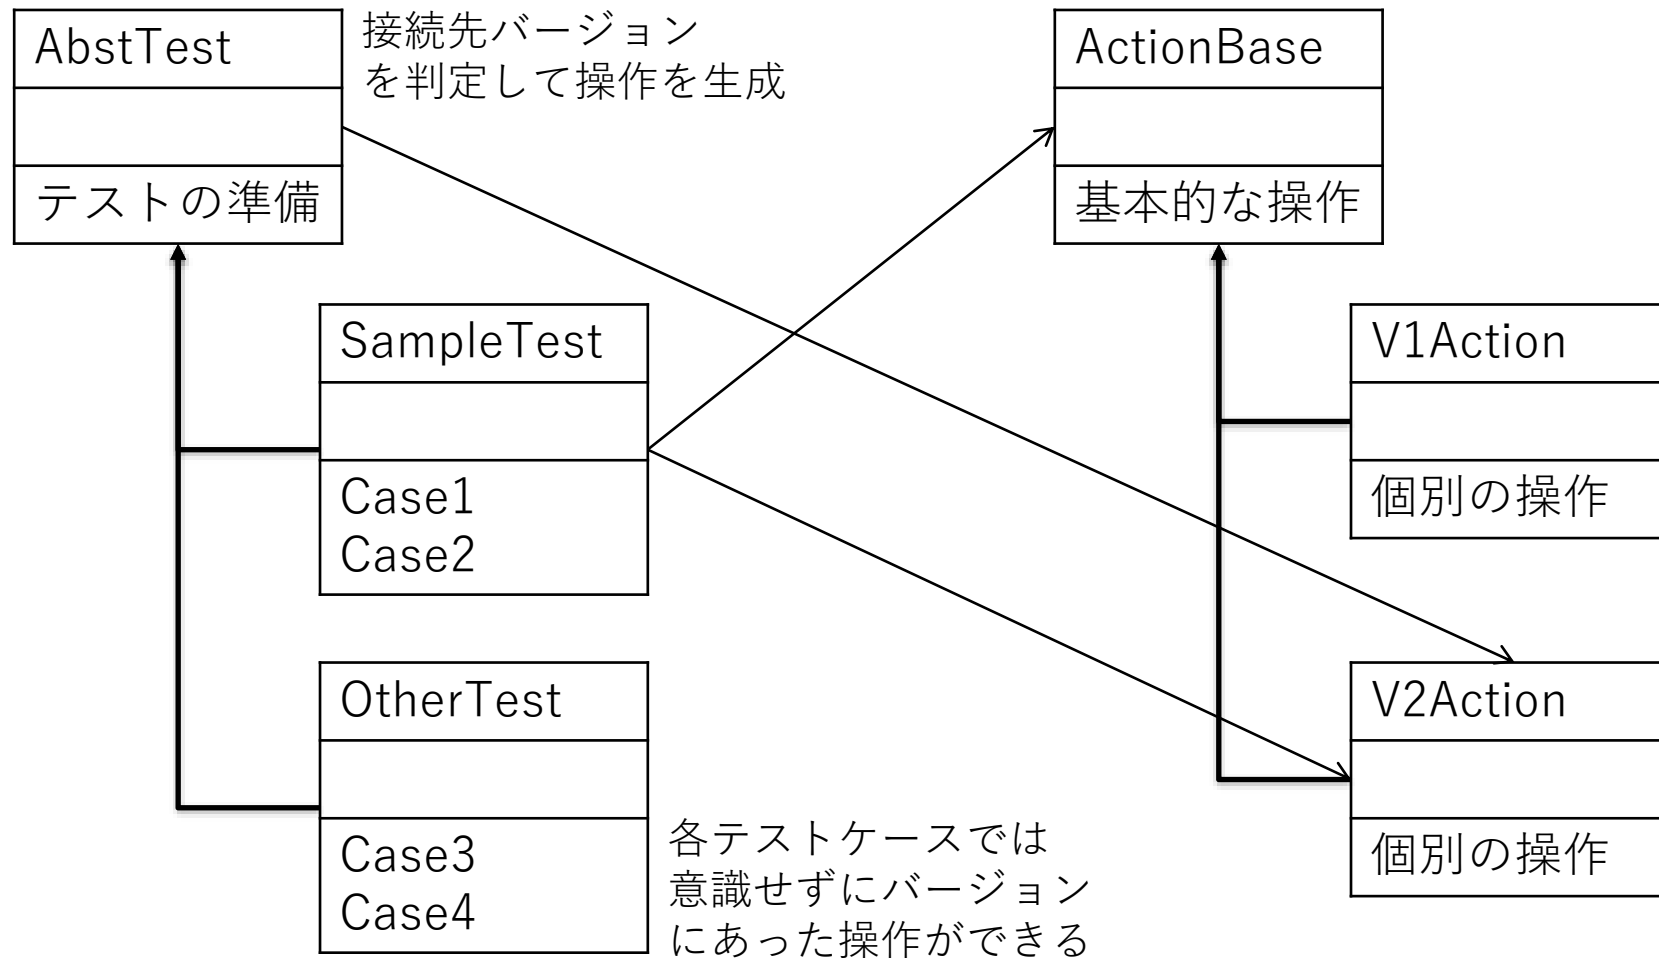 AbstTest
テストの準備
接続先バージョン
を判定して操作を生成
ActionBase
基本的な操作
SampleTest
Case1
Case2
V1Action
個別の操作
OtherTest
Case3
Case4
各テストケースでは
意識せずにバージョン
にあった操作ができる
V2Action
個別の操作